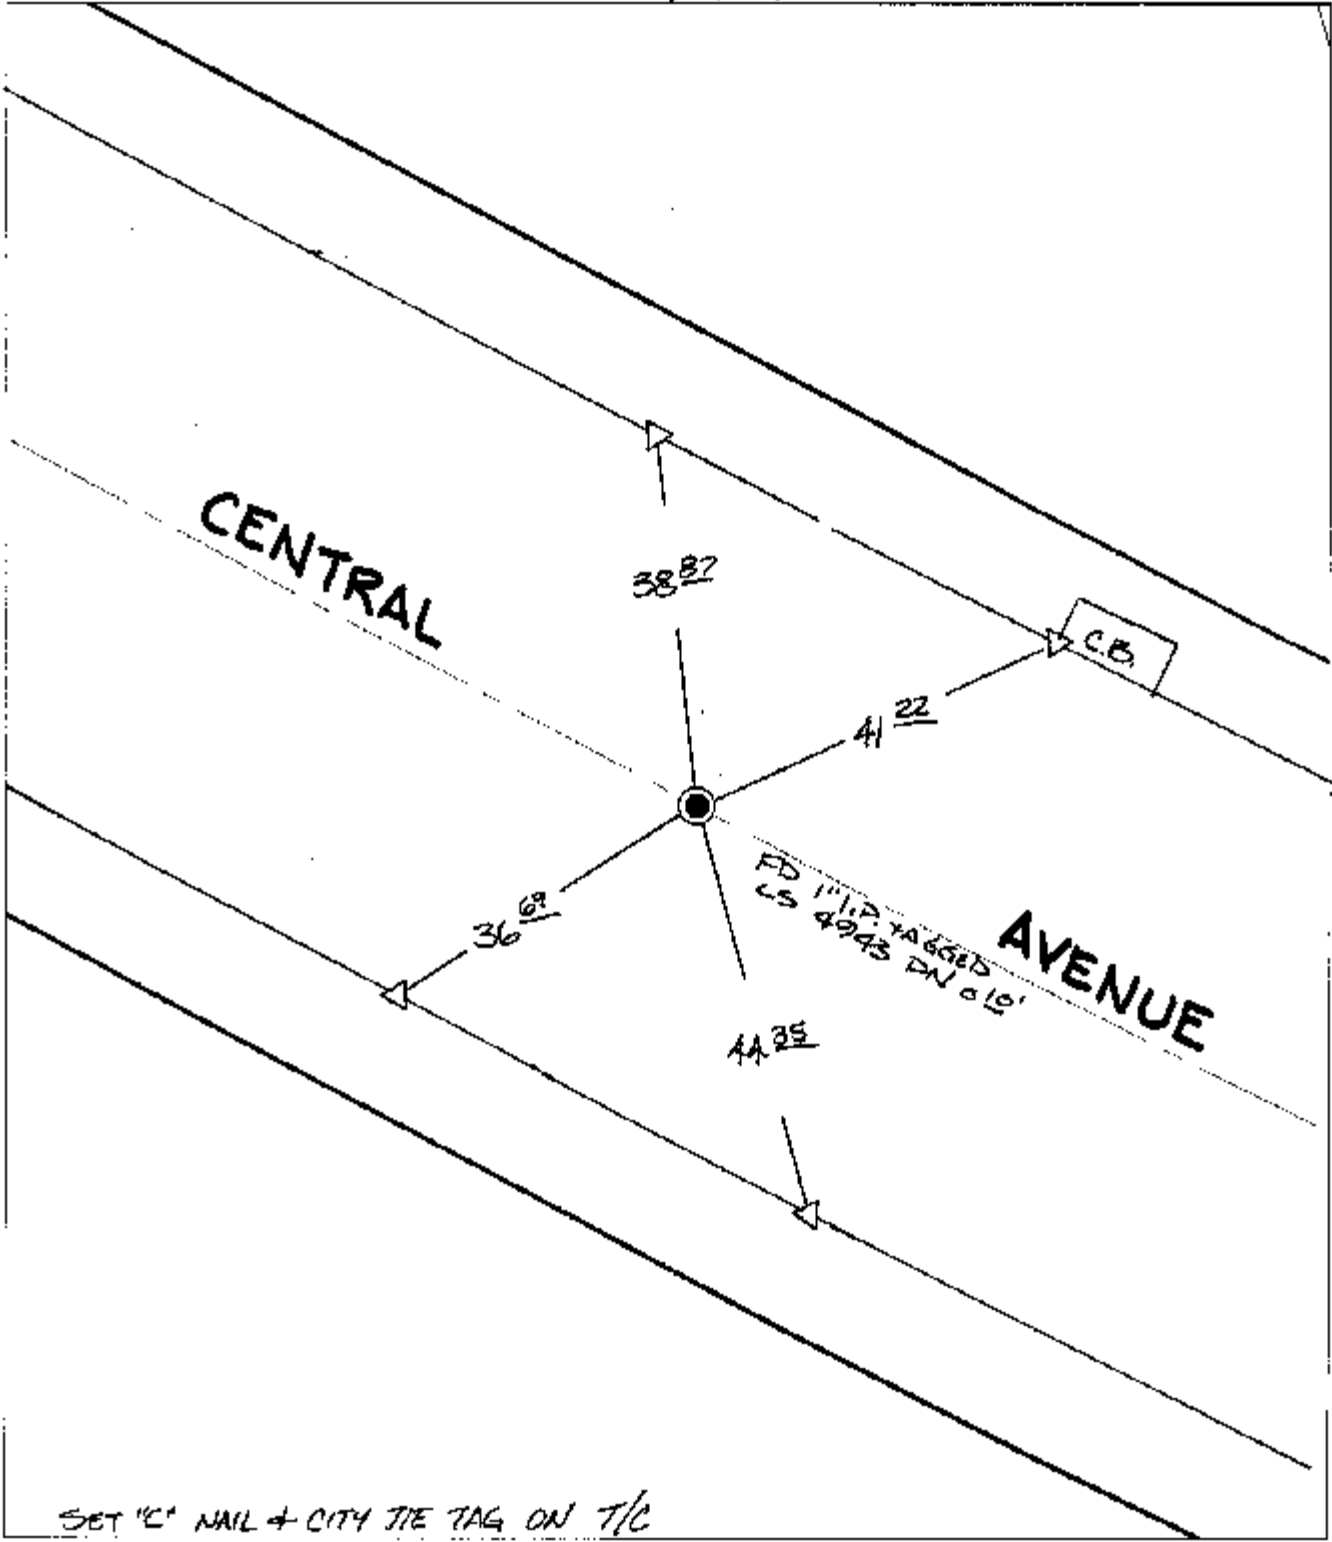 CENTRAL
38 87
C.B.
41 22
36 69
FD 1" I.P. TAGGED
LS 4943 DN 0 10'
AVENUE
44 35
SET "C" NAIL & CITY TIE TAG ON T/C